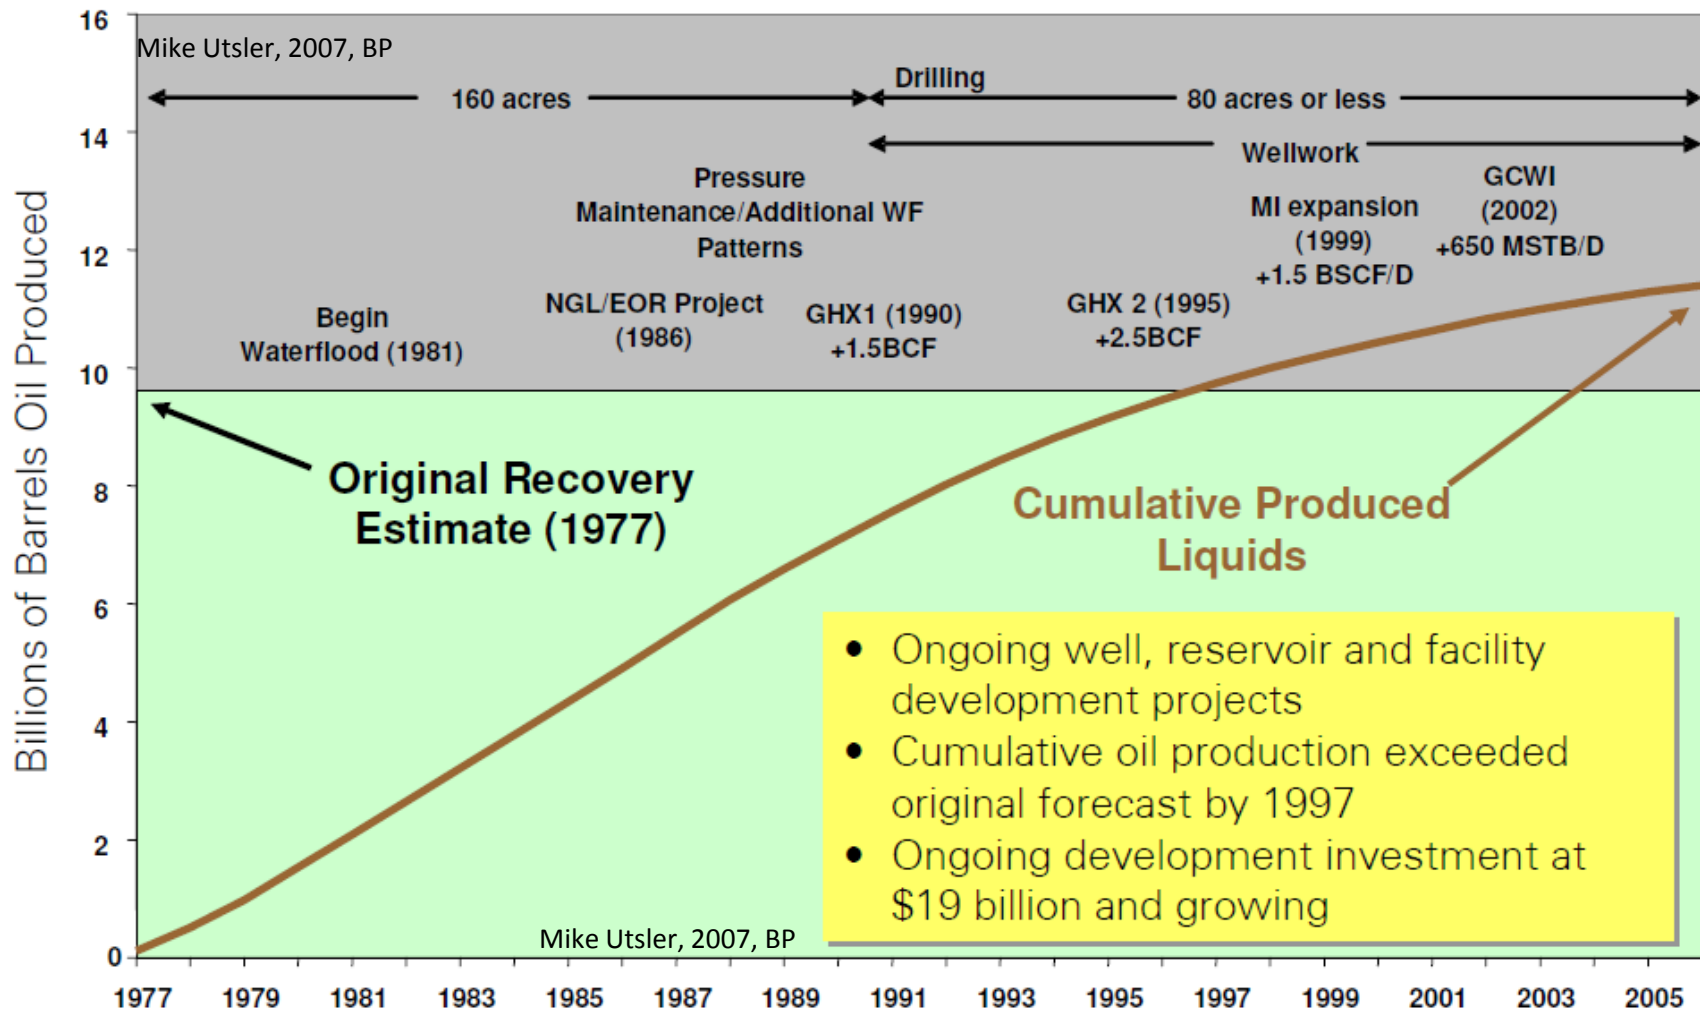 Mike Utsler, 2007, BP
Drilling
160 acres
80 acres or less
Wellwork
Pressure
Maintenance/Additional WF
Patterns
GCWI
(2002)
+650 MSTB/D
MI expansion
(1999)
+1.5 BSCF/D
Begin
Waterflood (1981)
NGL/EOR Project
(1986)
GHX1 (1990)
+1.5BCF
GHX 2 (1995)
+2.5BCF
Original Recovery
Estimate (1977)
Cumulative Produced
Liquids
• Ongoing well, reservoir and facility
development projects
• Cumulative oil production exceeded
original forecast by 1997
• Ongoing development investment at
$19 billion and growing
Mike Utsler, 2007, BP
Billions of Barrels Oil Produced
16
14
12
10
8
6
4
2
0
1977 1979 1981 1983 1985 1987 1989 1991 1993 1995 1997 1999 2001 2003 2005